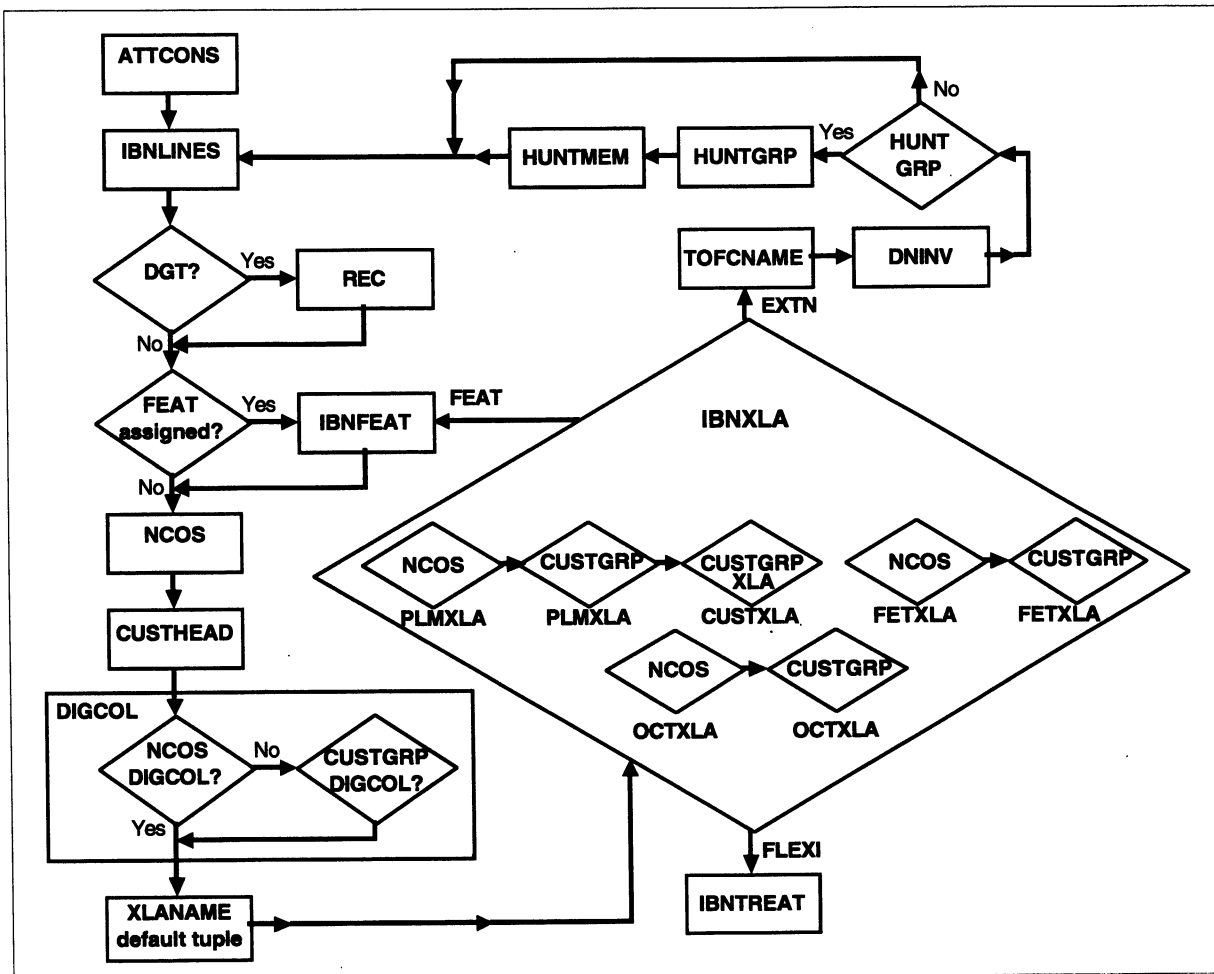 ATTCONS
IBNLINES
DGT?
Yes
REC
No
FEAT
assigned?
Yes
IBNFEAT
FEAT
No
NCOS
CUSTHEAD
DIGCOL
NCOS
DIGCOL?
No
CUSTGRP
DIGCOL?
Yes
XLANAME
default tuple
HUNTMEM
HUNTGRP
Yes
HUNT
GRP
No
TOFCNAME
DNINV
EXTN
IBNXLA
NCOS
PLMXLA
CUSTGRP
PLMXLA
CUSTGRP
XLA
CUSTXLA
NCOS
FETXLA
CUSTGRP
FETXLA
NCOS
OCTXLA
CUSTGRP
OCTXLA
FLEXI
IBNTREAT